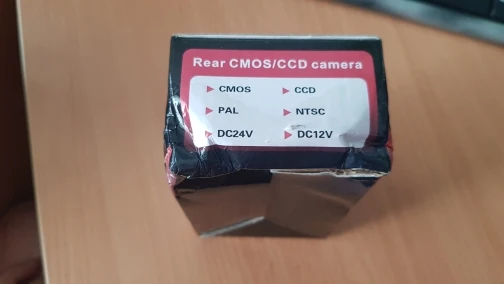 Rear CMOS/CCD camera
CMOS CCD
PAL NTSC
DC24V DC12V